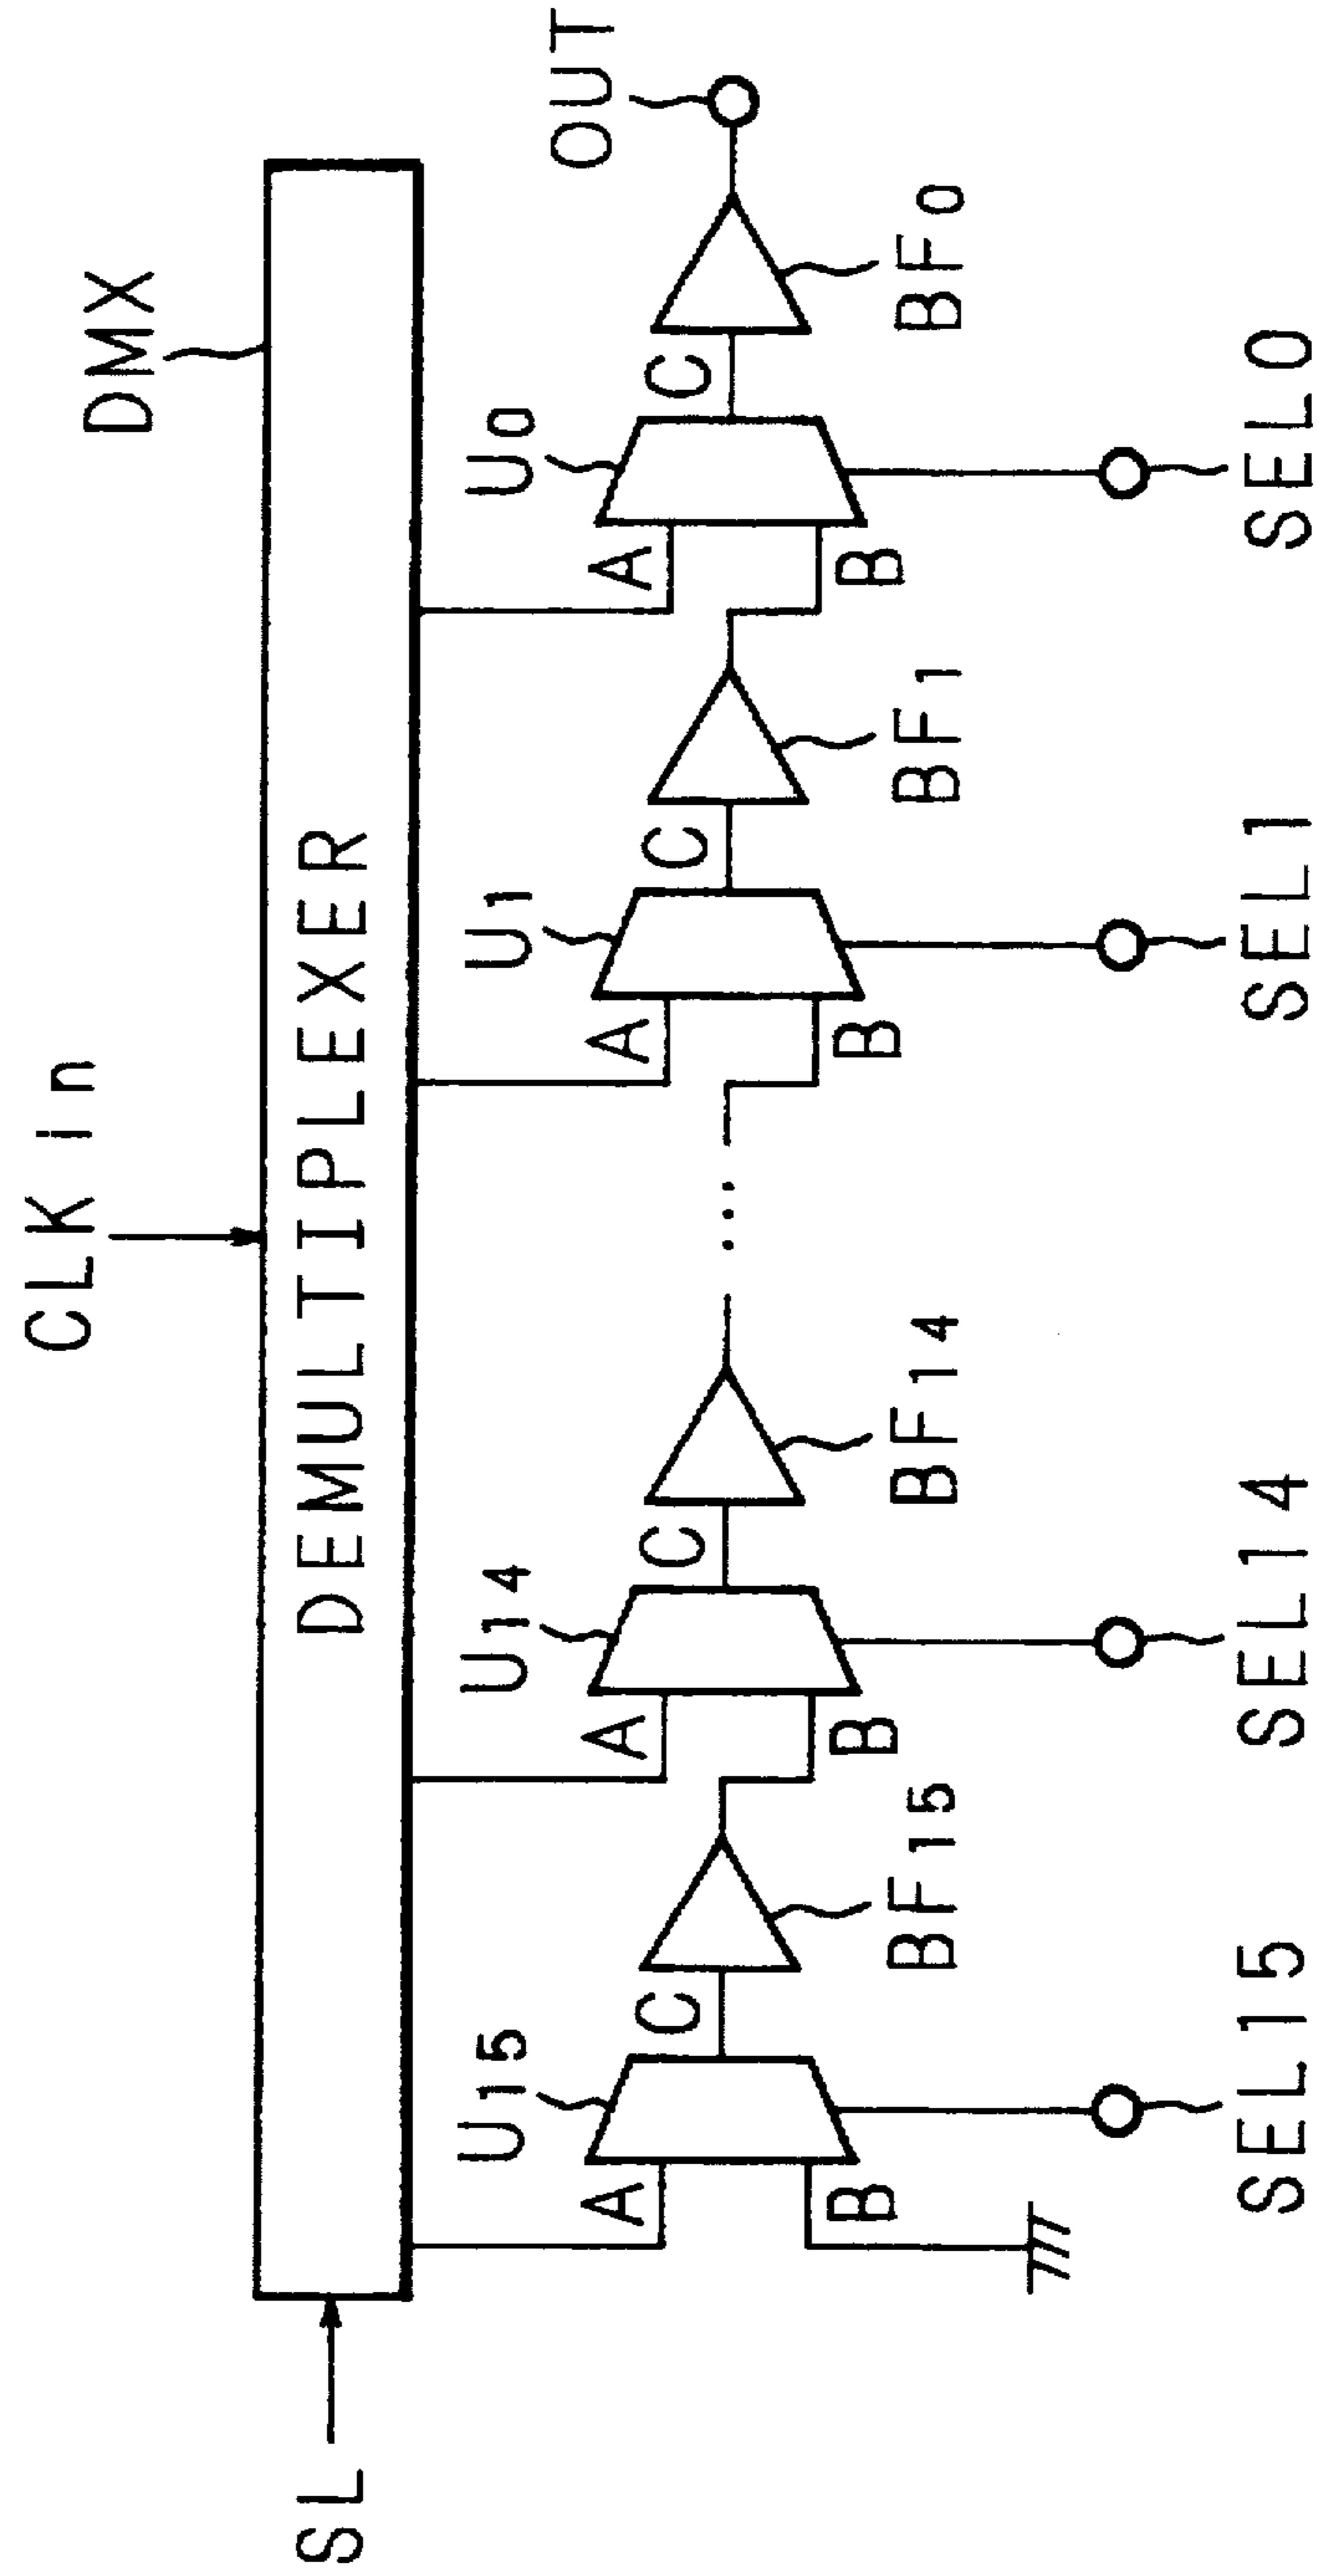 CLK in
DMX
SL
DEMULTIPLEXER
OUT
U15
U14
U1
U0
A
C
A
C
A
C
A
C
B
B
B
B
BF15
BF14
...
BF1
BF0
SEL15
SEL14
SEL1
SEL0